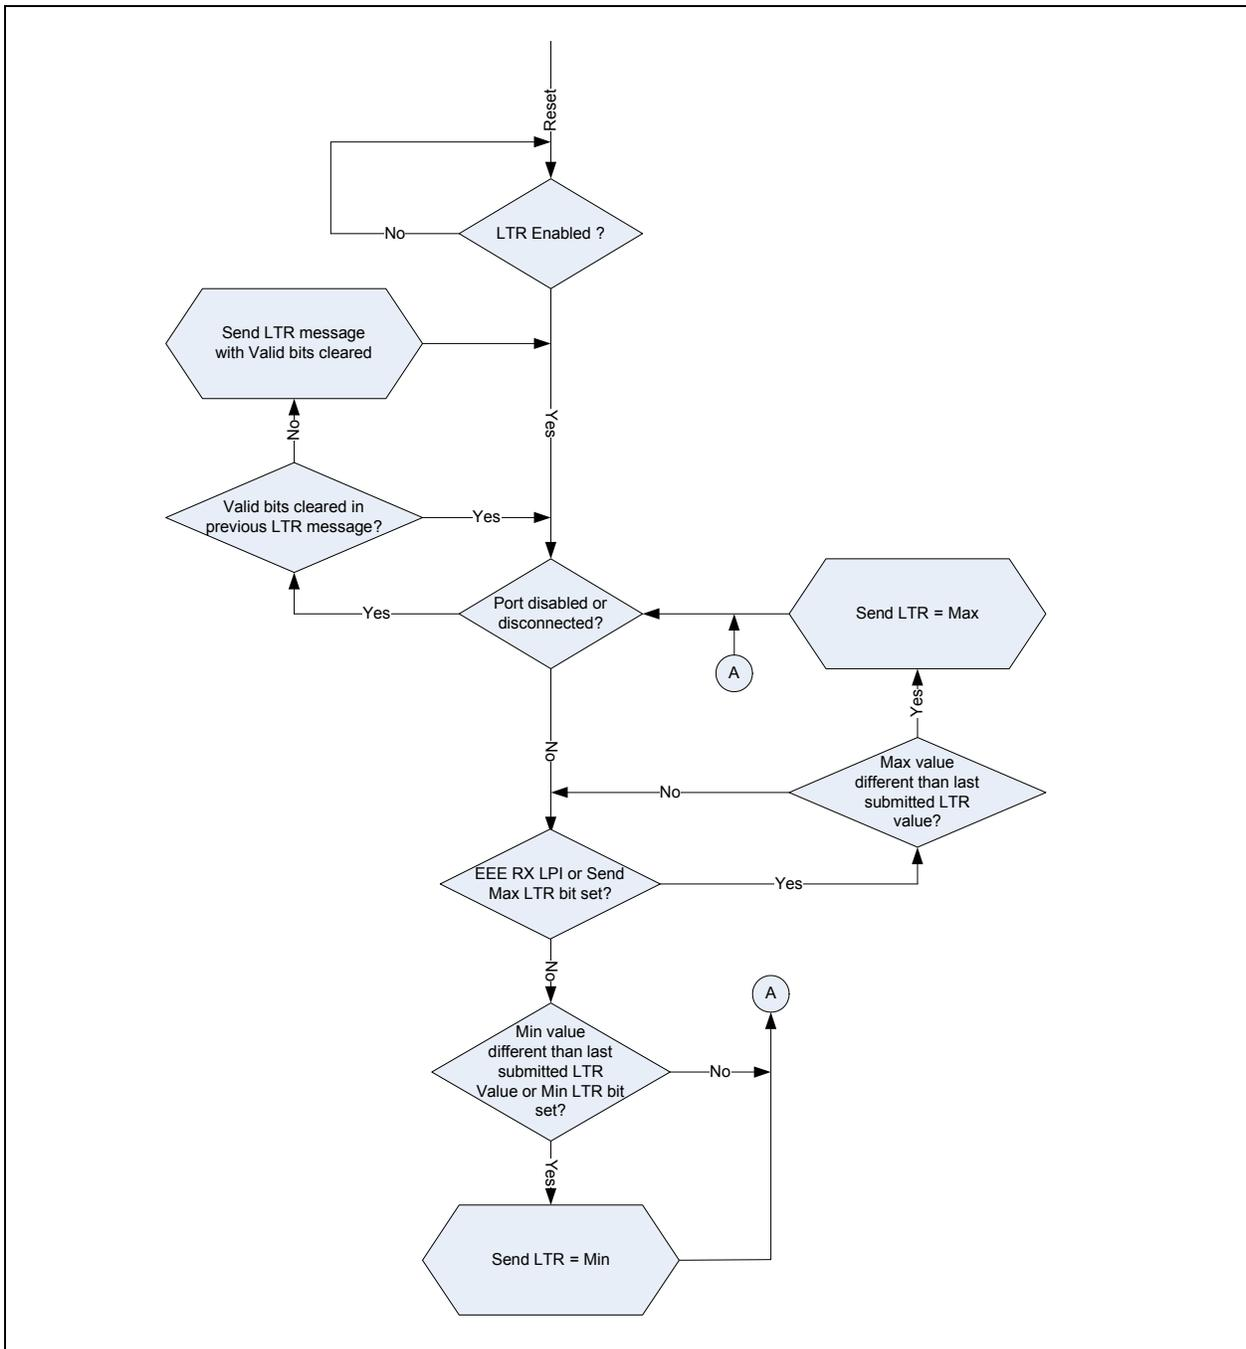 Reset
LTR Enabled ?
No
Send LTR message
with Valid bits cleared
Yes
No
Valid bits cleared in
previous LTR message?
Yes
Port disabled or
disconnected?
Yes
Send LTR = Max
A
Yes
No
Max value
different than last
submitted LTR
value?
No
EEE RX LPI or Send
Max LTR bit set?
Yes
No
A
Min value
different than last
submitted LTR
Value or Min LTR bit
set?
No
Yes
Send LTR = Min